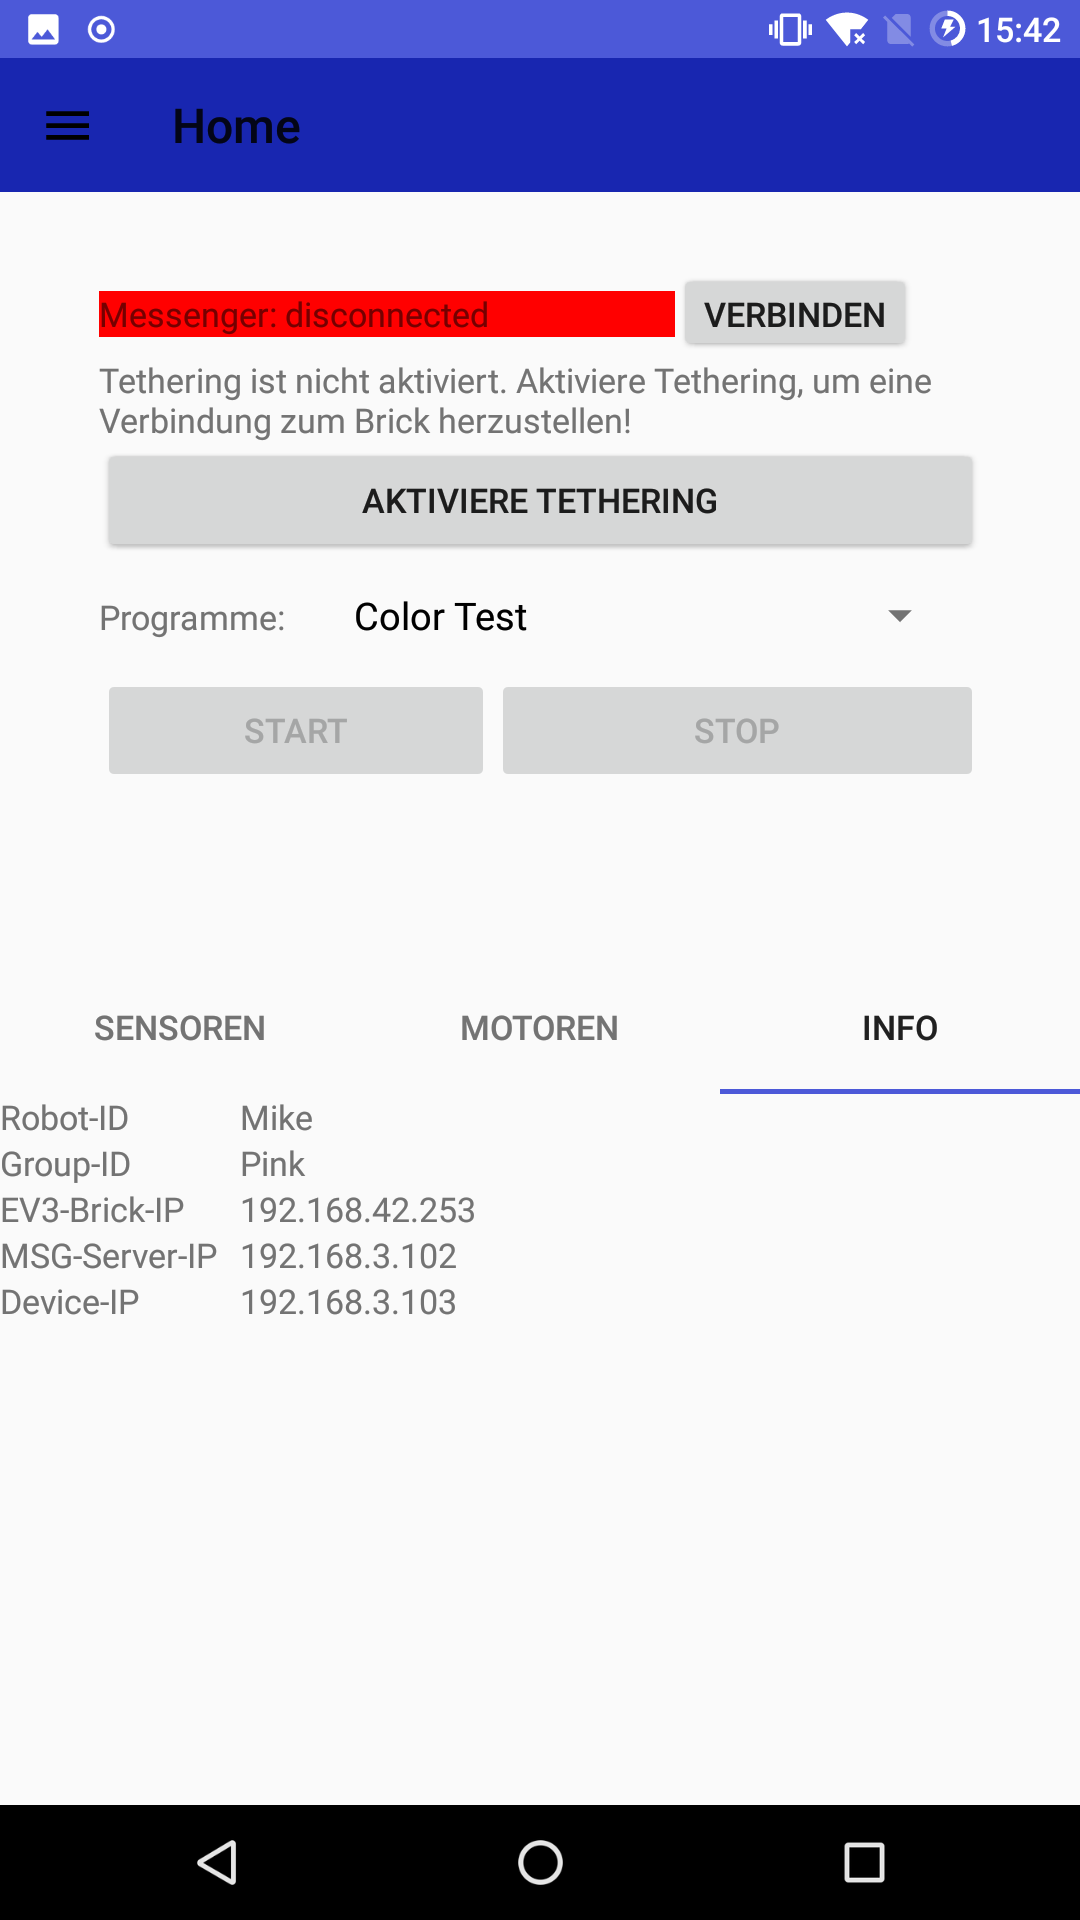 15:42
Home
Messenger: disconnected VERBINDEN
Tethering ist nicht aktiviert. Aktiviere Tethering, um eine
Verbindung zum Brick herzustellen!
AKTIVIERE TETHERING
Programme: Color Test
START STOP
SENSOREN MOTOREN INFO
Robot-ID Mike
Group-ID Pink
EV3-Brick-IP 192.168.42.253
MSG-Server-IP 192.168.3.102
Device-IP 192.168.3.103